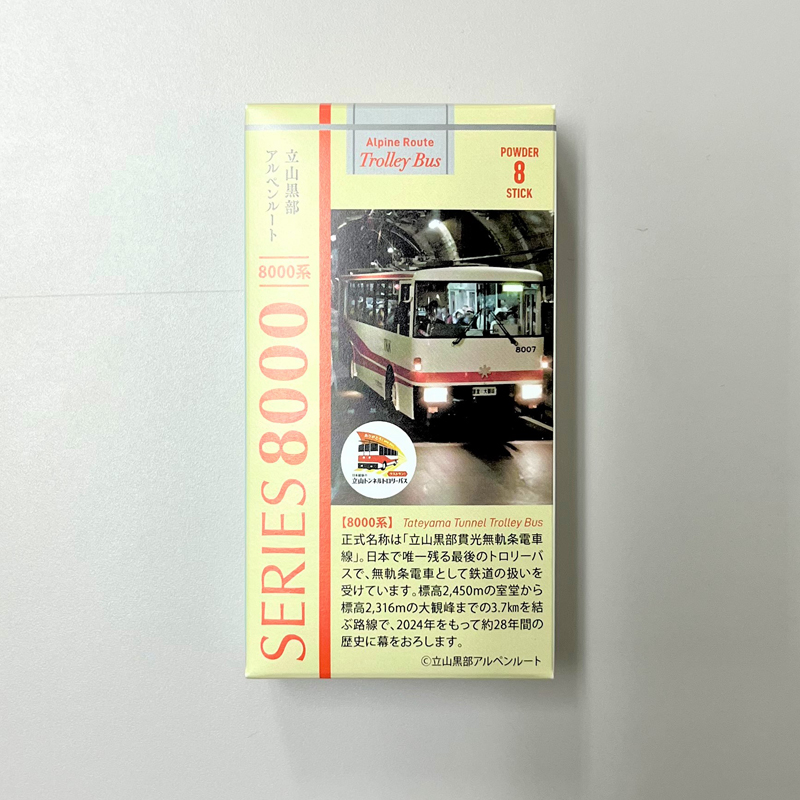 立山黒部
アルペンルート
8000系
SERIES 8000
Alpine Route
Trolley Bus
POWDER
8
STICK
8007
立山トンネルトロリーバス
【8000系】 Tateyama Tunnel Trolley Bus
正式名称は「立山黒部貫光無軌条電車
線」。日本で唯一残る最後のトロリーバ
スで、無軌条電車として鉄道の扱いを
受けています。標高2,450mの室堂から
標高2,316mの大観峰までの3.7㎞を結
ぶ路線で、2024年をもって約28年間の
歴史に幕をおろします。
©立山黒部アルペンルート